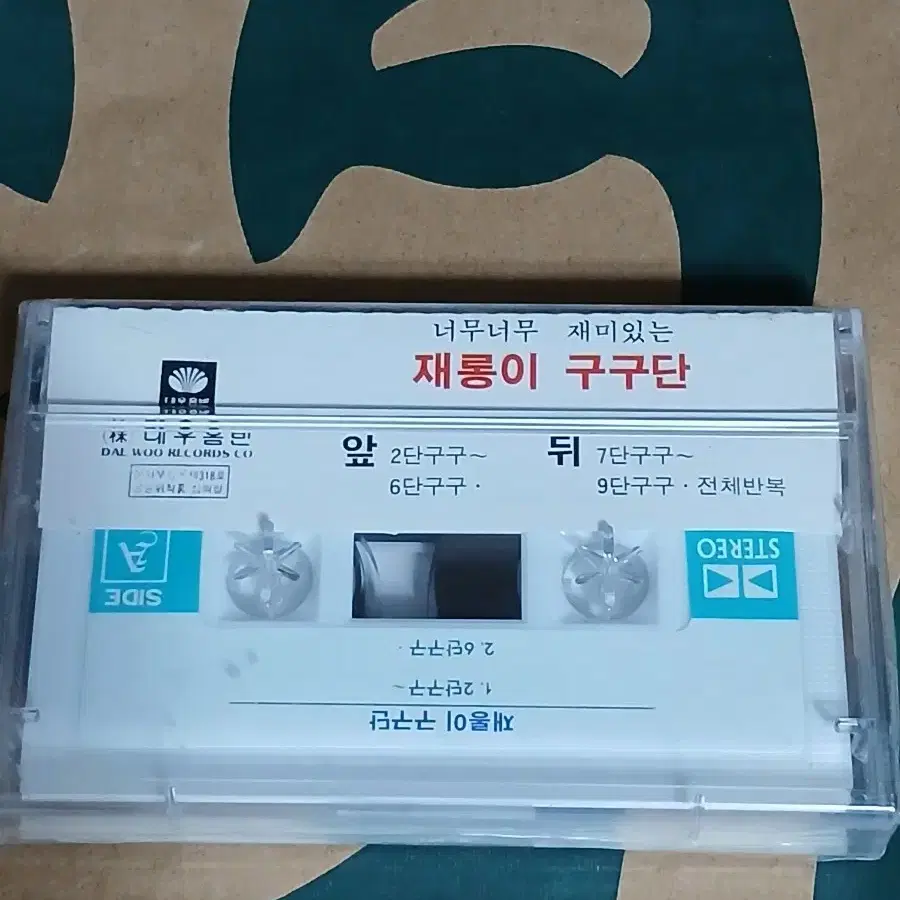 너무너무 재미있는
재롱이 구구단
(株) 대우음반
DAE WOO RECORDS CO
앞 2단구구~
6단구구 ·
뒤 7단구구~
9단구구 · 전체반복
SIDE A
STEREO
2. 6단구구 ·
1. 2단구구~
재롱이 구구단